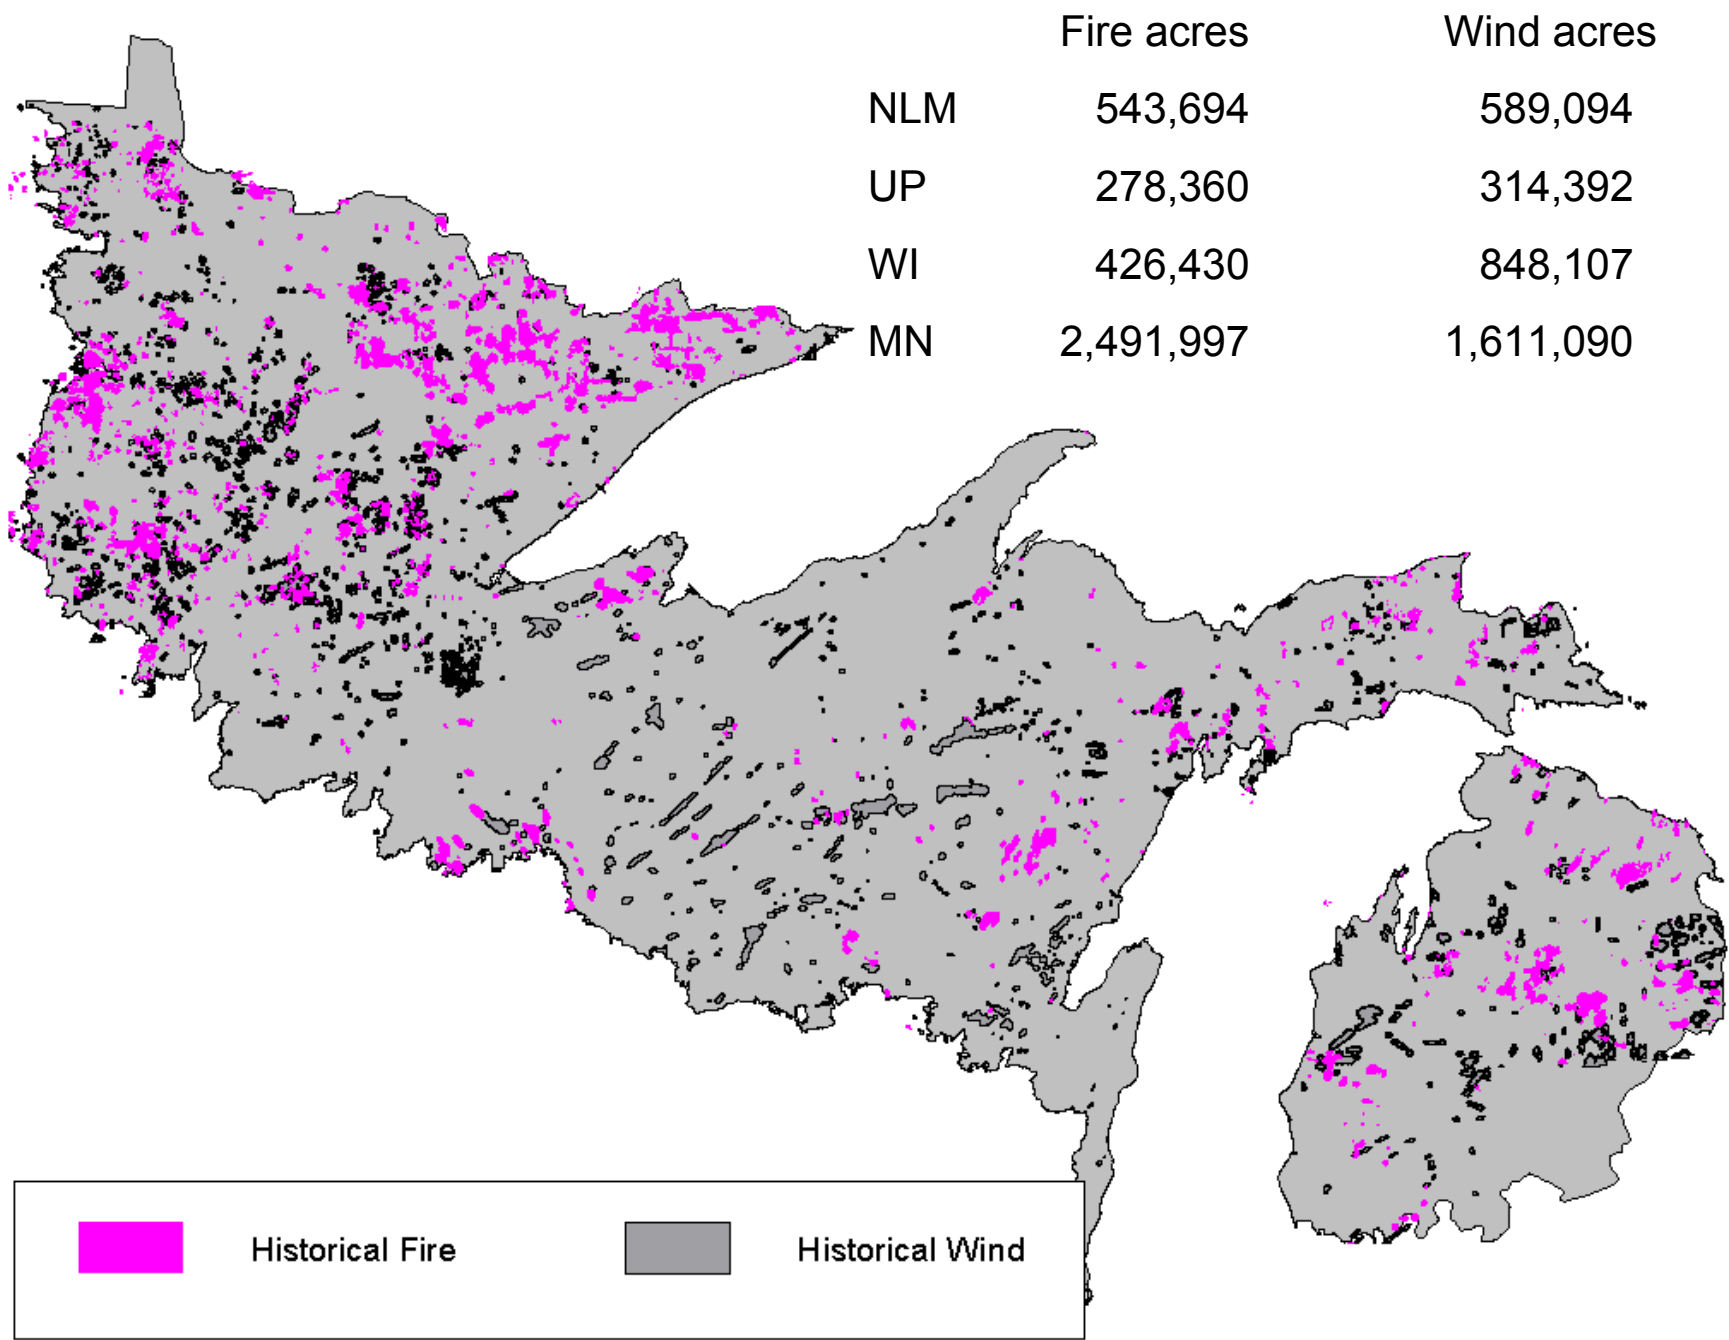 Fire acres Wind acres
NLM 543,694 589,094
UP 278,360 314,392
WI 426,430 848,107
MN 2,491,997 1,611,090
Historical Fire Historical Wind